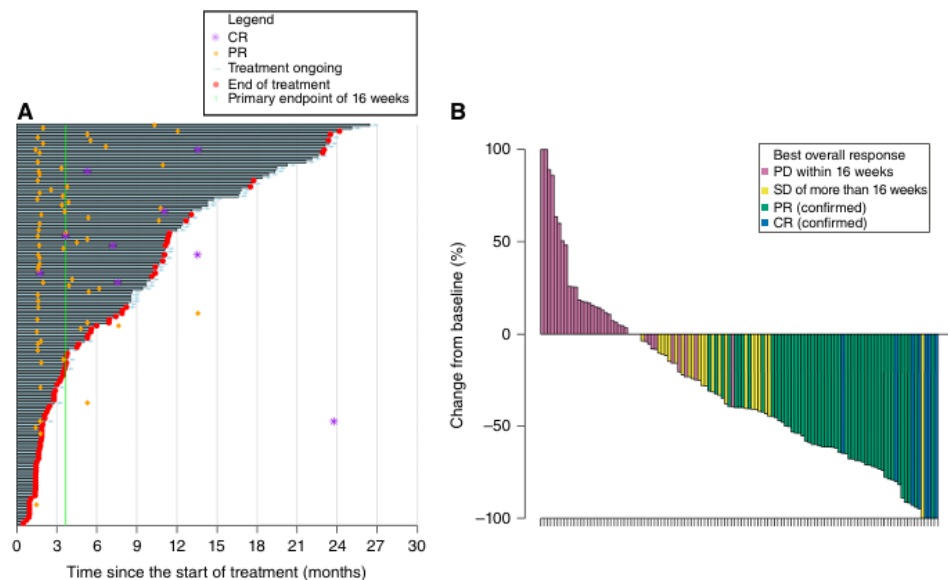 Legend
CR
PR
Treatment ongoing
End of treatment
Primary endpoint of 16 weeks
A
0 3 6 9 12 15 18 21 24 27 30
Time since the start of treatment (months)
B
Best overall response
PD within 16 weeks
SD of more than 16 weeks
PR (confirmed)
CR (confirmed)
Change from baseline (%)
100
50
0
−50
−100